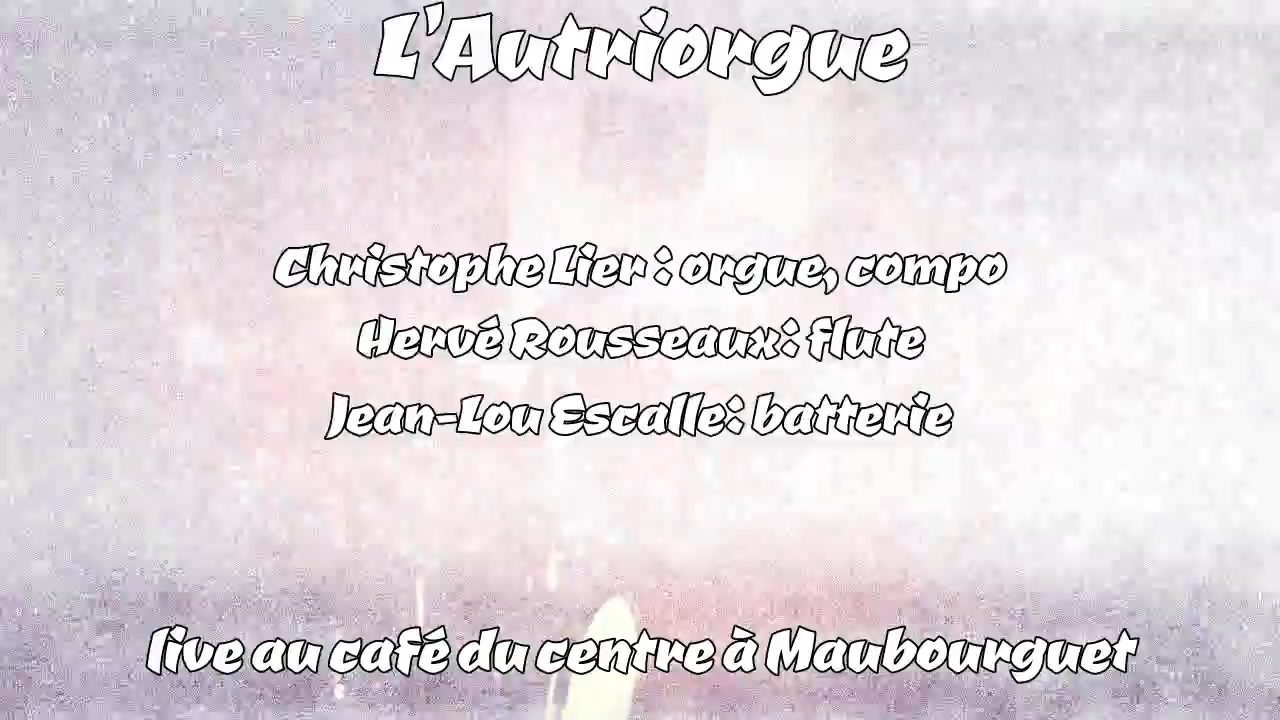 L'Autriorgue
Christophe Lier : orgue, compo
Hervé Rousseaux: flute
Jean-Lou Escalle: batterie
live au café du centre à Maubourguet